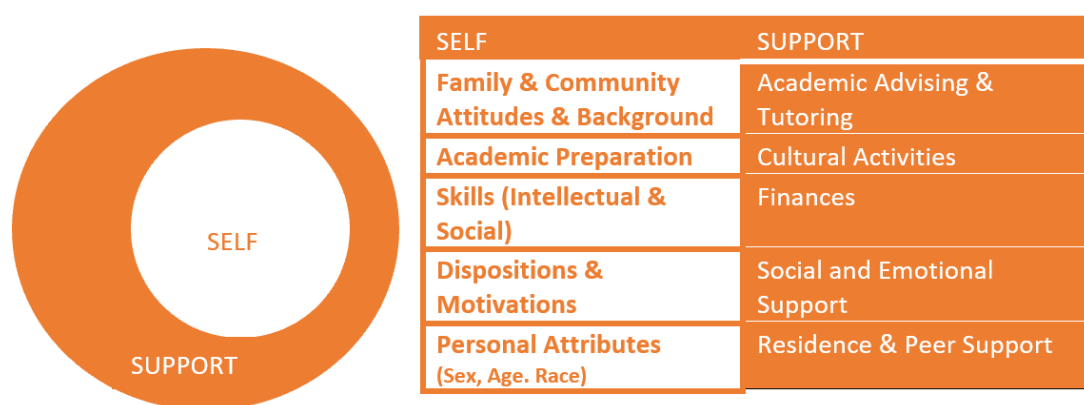 SELF
SUPPORT
SELF
SUPPORT
Family & Community
Attitudes & Background
Academic Advising &
Tutoring
Academic Preparation
Cultural Activities
Skills (Intellectual &
Social)
Finances
Dispositions &
Motivations
Social and Emotional
Support
Personal Attributes
(Sex, Age. Race)
Residence & Peer Support